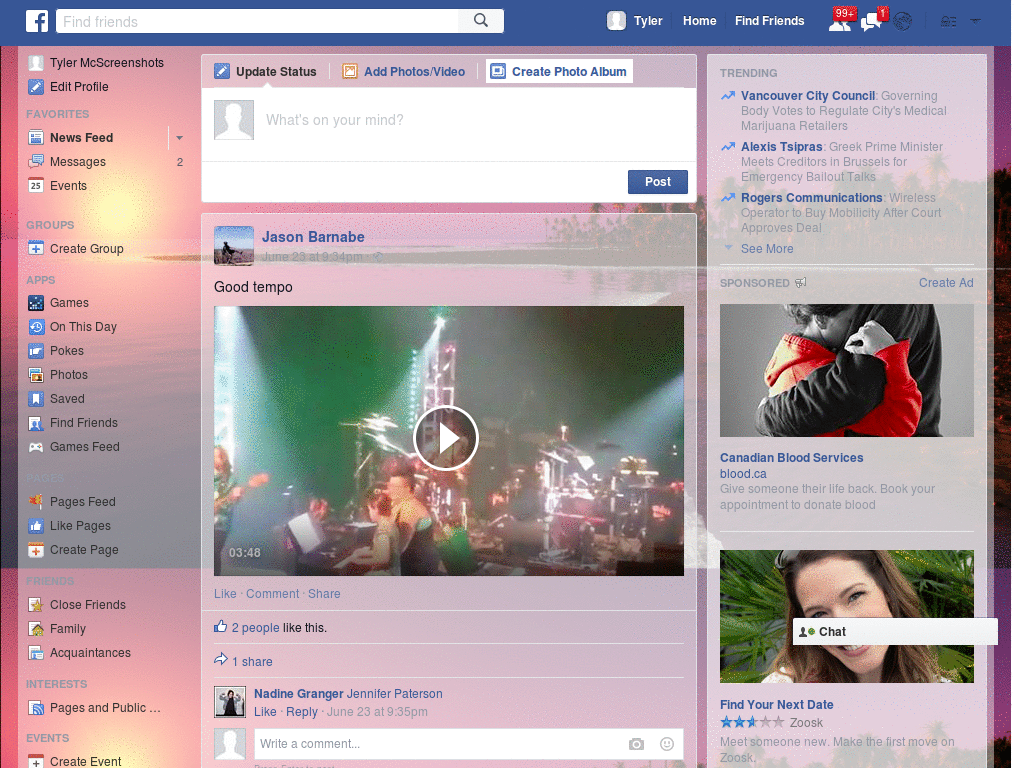 Find friends
Tyler
Home
Find Friends
99+
1
Tyler McScreenshots
Edit Profile
FAVORITES
News Feed
Messages 2
25 Events
GROUPS
Create Group
APPS
Games
On This Day
Pokes
Photos
Saved
Find Friends
Games Feed
PAGES
Pages Feed
Like Pages
Create Page
FRIENDS
Close Friends
Family
Acquaintances
INTERESTS
Pages and Public ...
EVENTS
Create Event
Update Status
Add Photos/Video
Create Photo Album
What's on your mind?
Post
Jason Barnabe
June 23 at 9:34pm ·
Good tempo
03:48
Like · Comment · Share
2 people like this.
1 share
Nadine Granger Jennifer Paterson
Like · Reply · June 23 at 9:35pm
Write a comment...
Press Enter to post.
TRENDING
Vancouver City Council: Governing
Body Votes to Regulate City's Medical
Marijuana Retailers
Alexis Tsipras: Greek Prime Minister
Meets Creditors in Brussels for
Emergency Bailout Talks
Rogers Communications: Wireless
Operator to Buy Mobilicity After Court
Approves Deal
See More
SPONSORED
Create Ad
Canadian Blood Services
blood.ca
Give someone their life back. Book your
appointment to donate blood
Chat
Find Your Next Date
Zoosk
Meet someone new. Make the first move on
Zoosk.